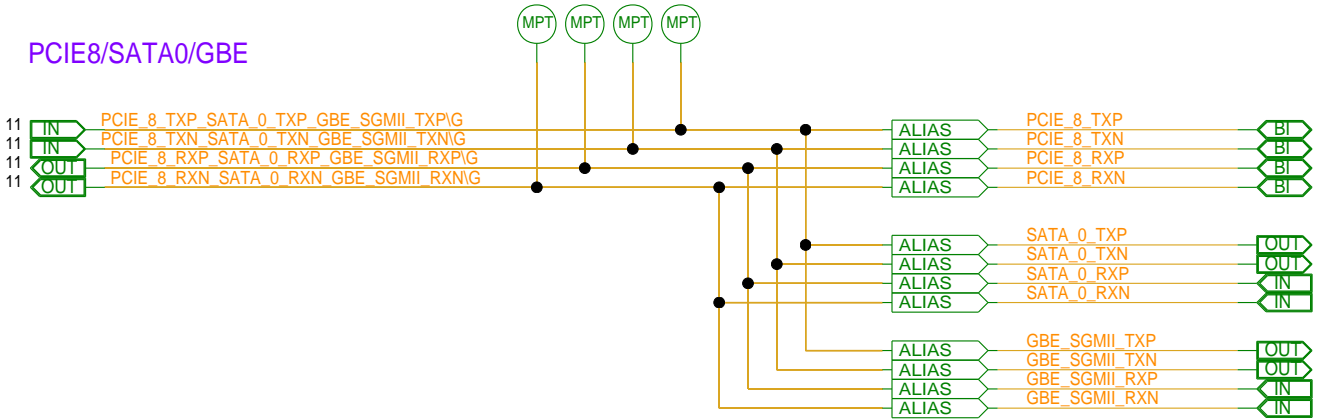 MPT MPT MPT MPT
PCIE8/SATA0/GBE
11 IN PCIE_8_TXP_SATA_0_TXP_GBE_SGMII_TXP\G ALIAS PCIE_8_TXP BI
11 IN PCIE_8_TXN_SATA_0_TXN_GBE_SGMII_TXN\G ALIAS PCIE_8_TXN BI
11 OUT PCIE_8_RXP_SATA_0_RXP_GBE_SGMII_RXP\G ALIAS PCIE_8_RXP BI
11 OUT PCIE_8_RXN_SATA_0_RXN_GBE_SGMII_RXN\G ALIAS PCIE_8_RXN BI
ALIAS SATA_0_TXP OUT
ALIAS SATA_0_TXN OUT
ALIAS SATA_0_RXP IN
ALIAS SATA_0_RXN IN
ALIAS GBE_SGMII_TXP OUT
ALIAS GBE_SGMII_TXN OUT
ALIAS GBE_SGMII_RXP IN
ALIAS GBE_SGMII_RXN IN